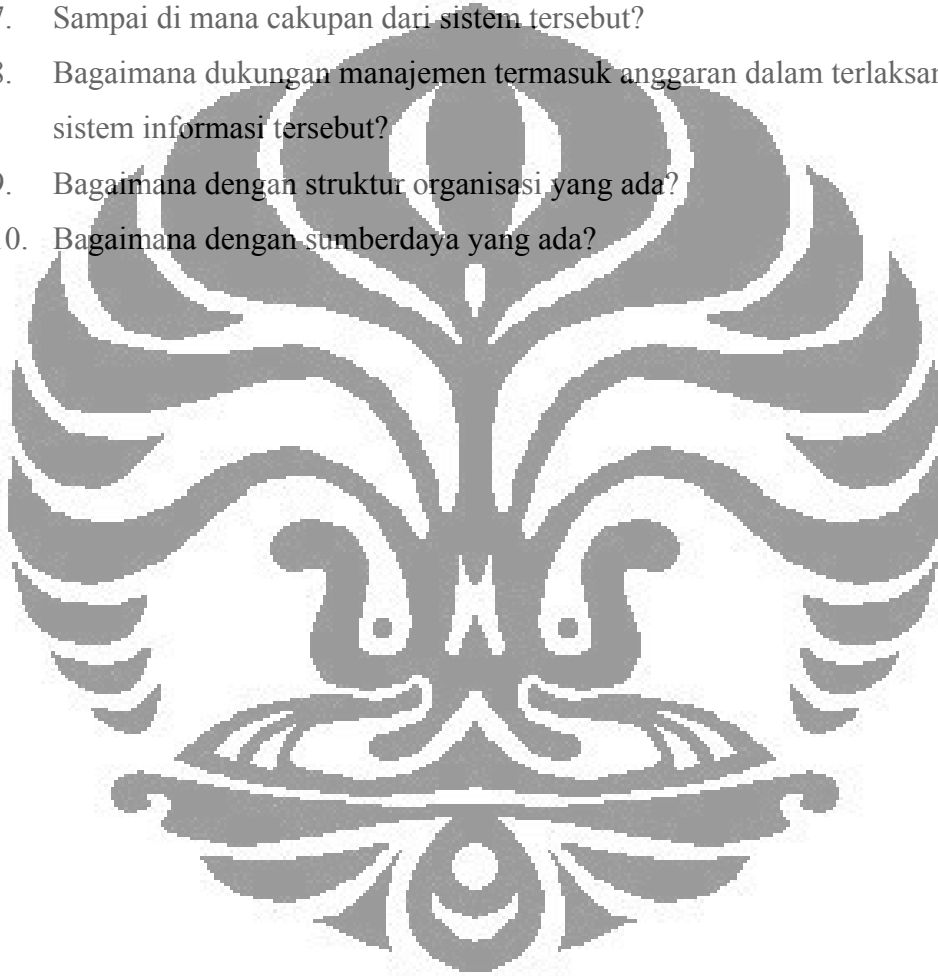 7. Sampai di mana cakupan dari sistem tersebut?
8. Bagaimana dukungan manajemen termasuk anggaran dalam terlaksan
sistem informasi tersebut?
9. Bagaimana dengan struktur organisasi yang ada?
10. Bagaimana dengan sumberdaya yang ada?